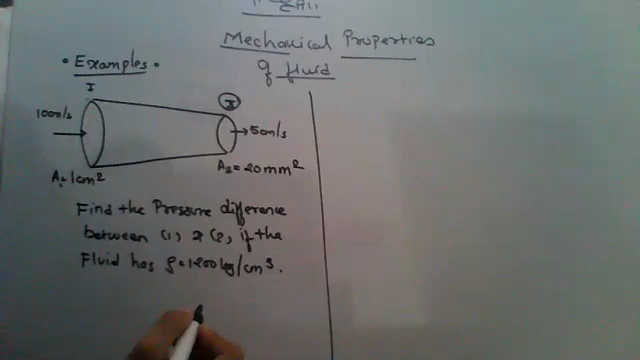 Mechanical Properties
of fluid
• Examples •
I
II
100m/s
50m/s
A₁=1cm²
A₂=20mm²
Find the Pressure difference
between (1) & (2), if the
Fluid has ρ=1200kg/cm³.